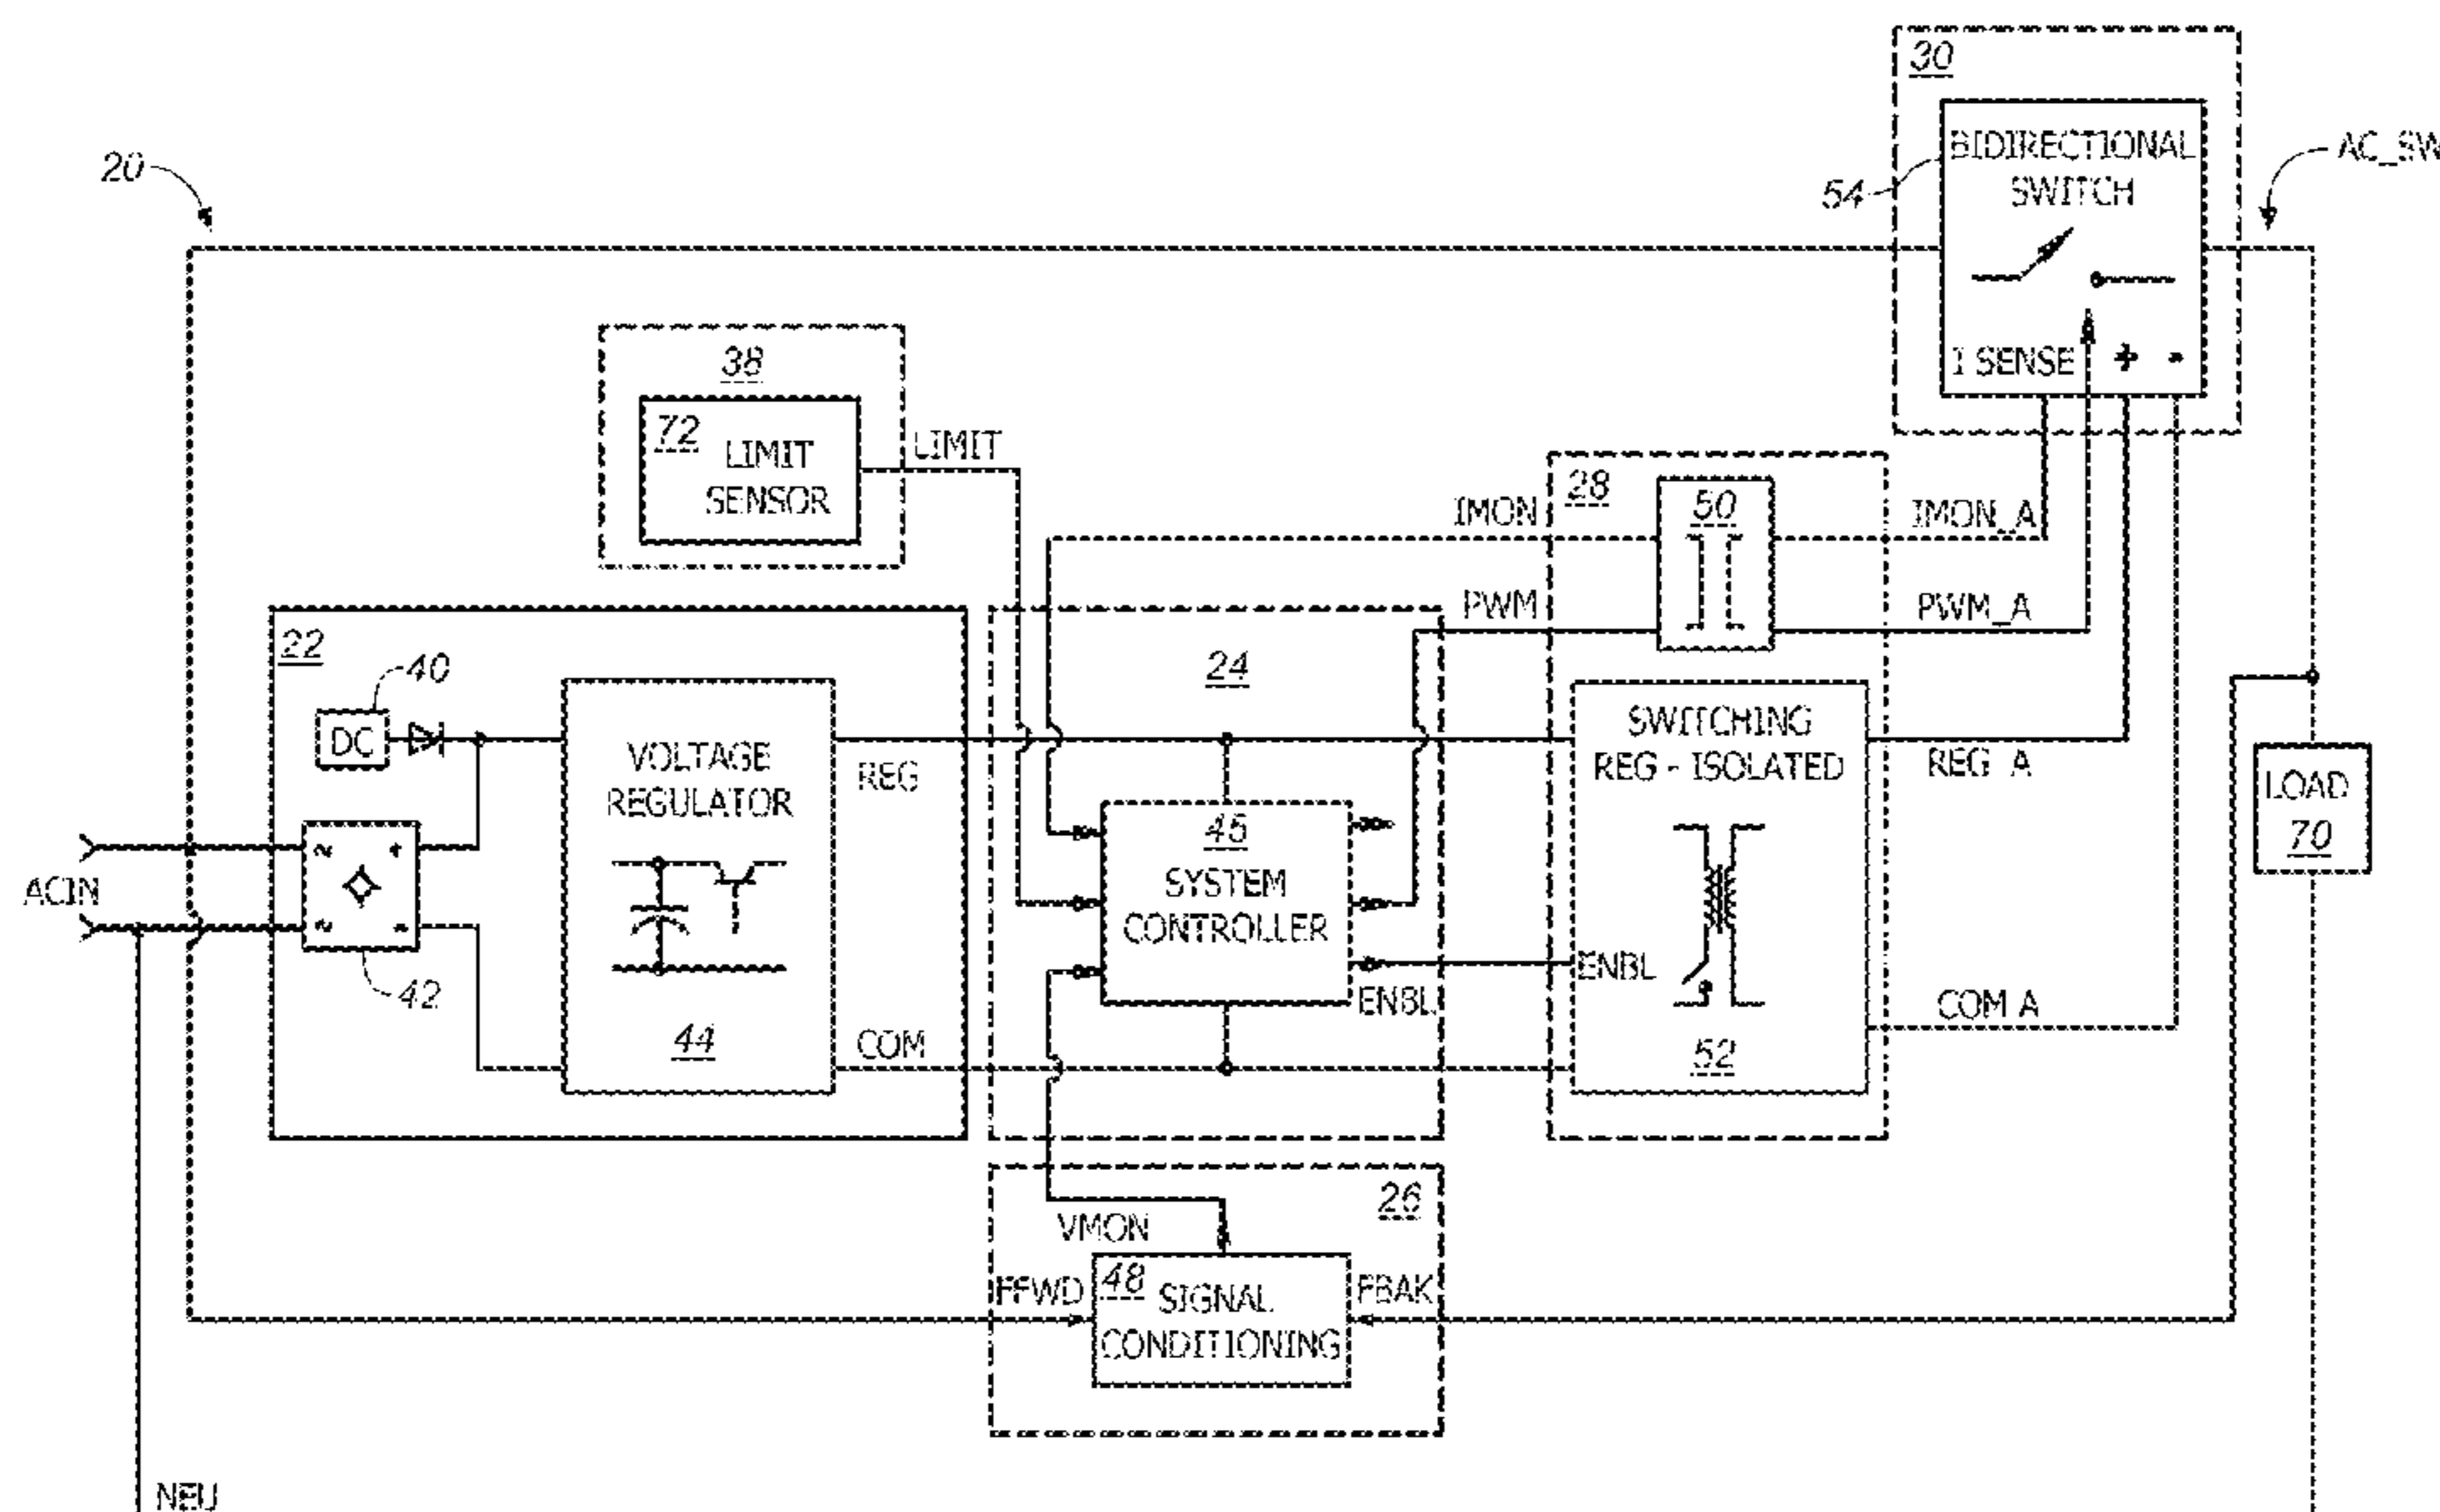 30
BIDIRECTIONAL
SWITCH
54
AC_SW
20
I SENSE + -
38
72
LIMIT
SENSOR
LIMIT
28
50
IMON
IMON_A
PWM
PWM_A
22
40
DC
24
VOLTAGE
REGULATOR
REG
SWITCHING
REG - ISOLATED
REG A
LOAD
70
ACIN
42
SYSTEM
CONTROLLER
ENBL
ENBL
COM A
44
COM
52
26
VMON
FFWD
48
SIGNAL
CONDITIONING
FBAK
NEU